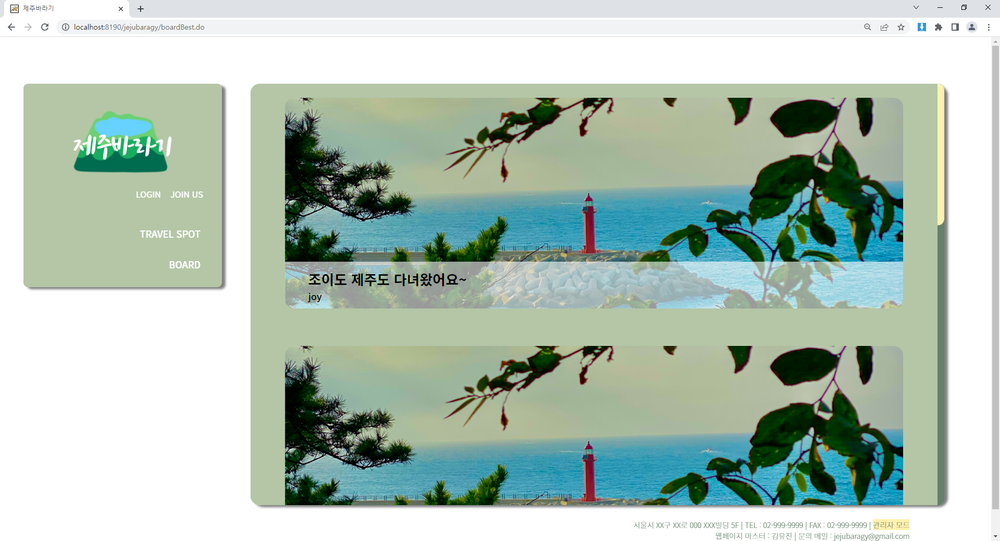 제주바라기
localhost:8190/jejubaragy/boardBest.do
제주바라기
LOGIN JOIN US
TRAVEL SPOT
BOARD
조이도 제주도 다녀왔어요~
joy
서울시 XX구 XX로 000 XXX빌딩 5F | TEL : 02-999-9999 | FAX : 02-999-9999 | 관리자 모드
웹페이지 마스터 : 김유진 | 문의 메일 : jejubaragy@gmail.com